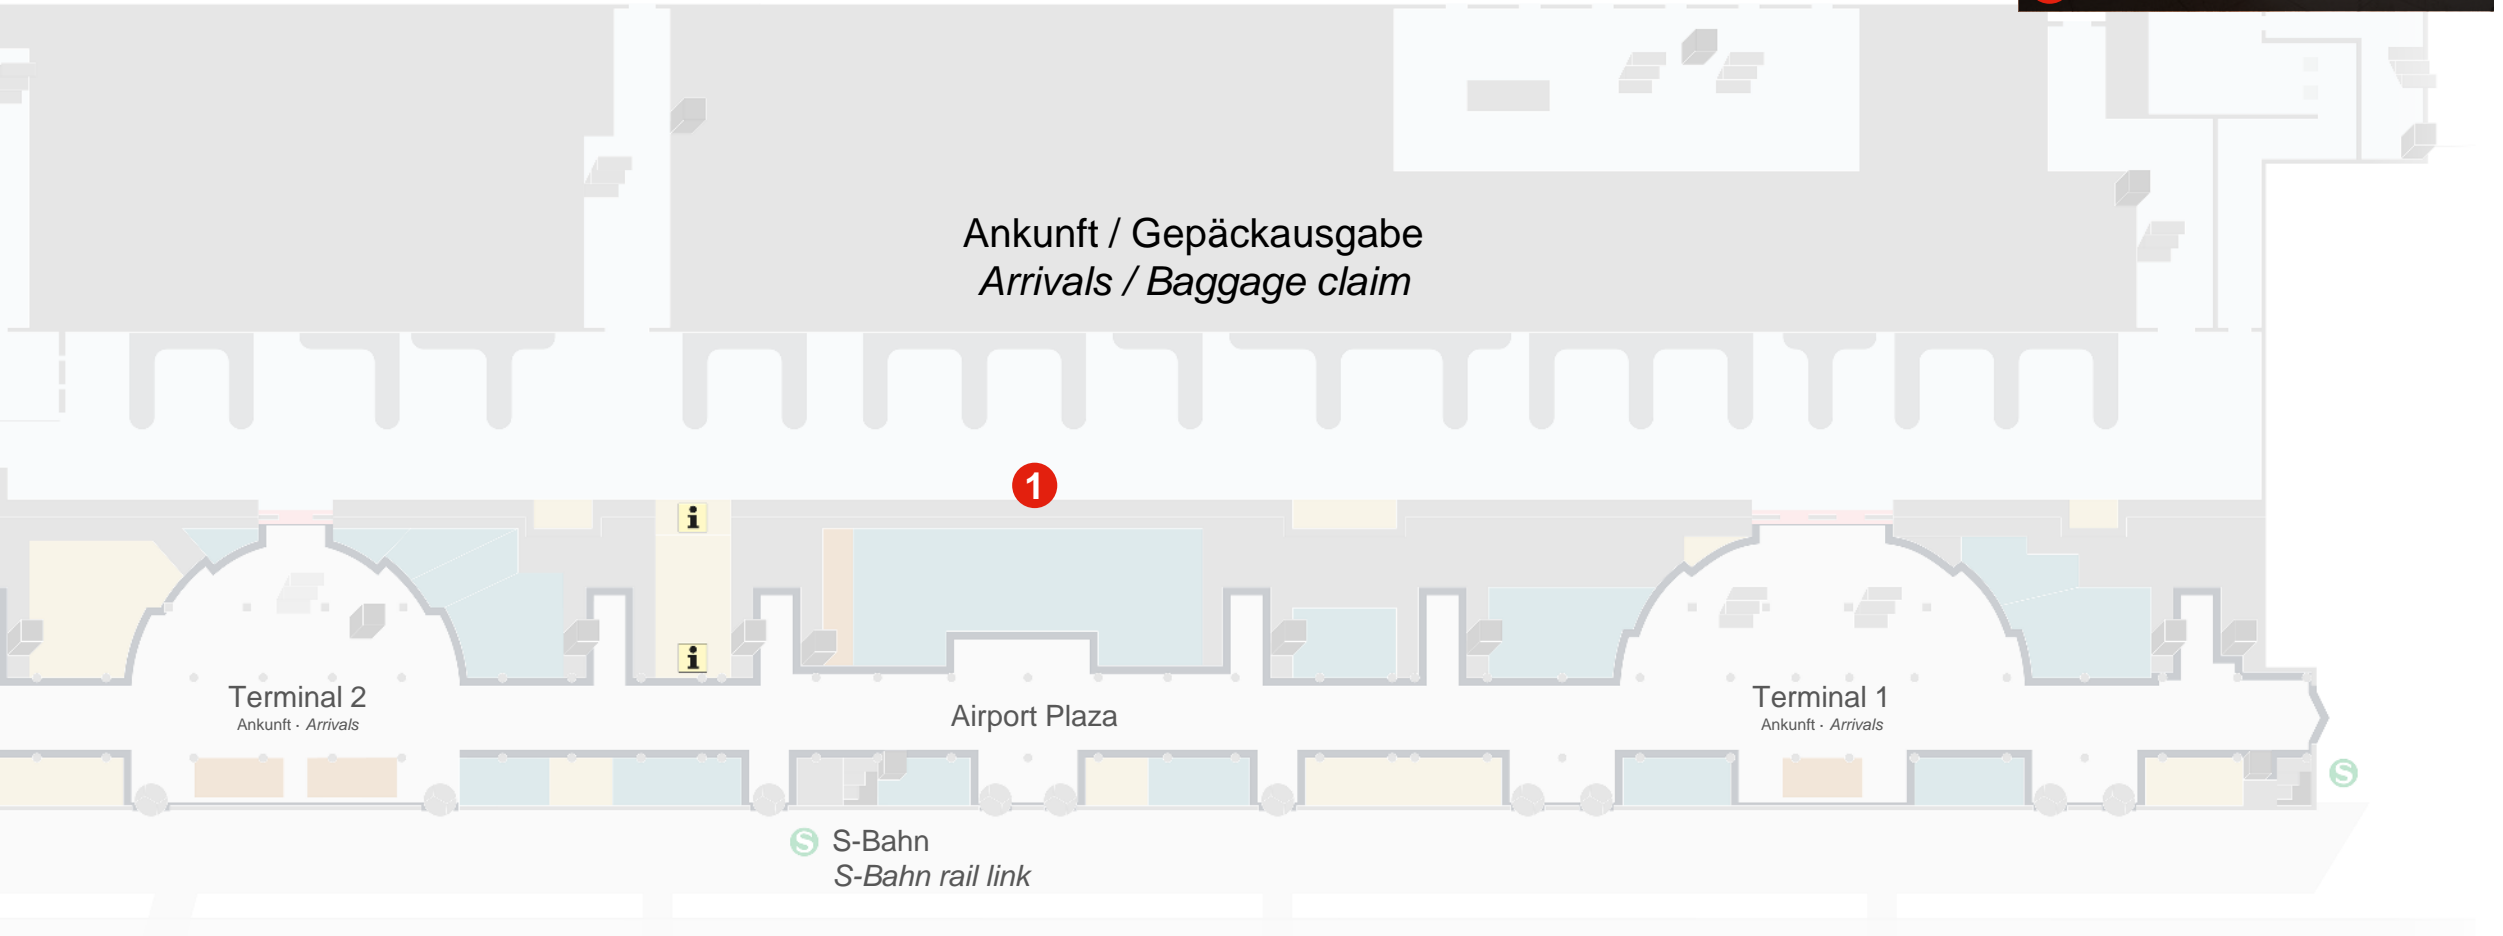 Ankunft / Gepäckausgabe
Arrivals / Baggage claim
1
i
i
Terminal 2
Ankunft · Arrivals
Airport Plaza
Terminal 1
Ankunft · Arrivals
S
S S-Bahn
S-Bahn rail link